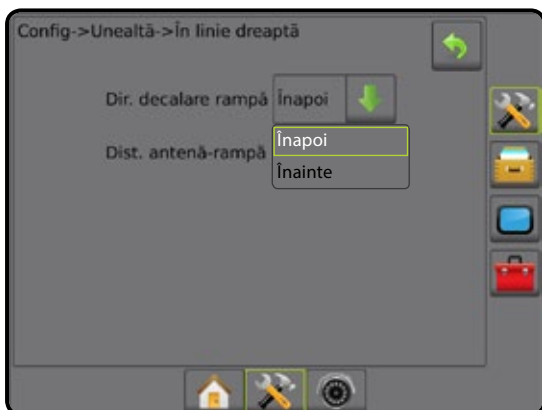 Config->Unealtă->În linie dreaptă
Dir. decalare rampă Înapoi
Dist. antenă-rampă
Înapoi
Înainte